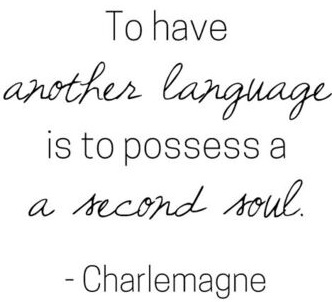 To have
another language
is to possess a
a second soul.
- Charlemagne